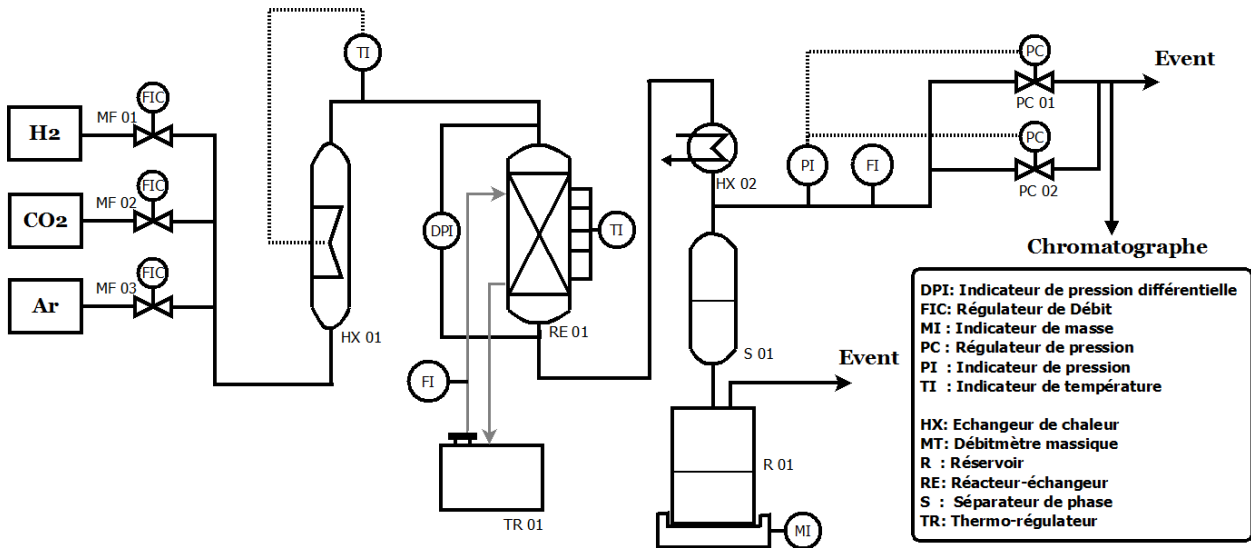 TI
PC
Event
PC 01
H2
MF 01
FIC
CO2
MF 02
FIC
Ar
MF 03
FIC
HX 01
DPI
TI
RE 01
HX 02
PI
FI
PC
PC 02
Chromatographe
S 01
Event
FI
TR 01
R 01
MI
DPI: Indicateur de pression différentielle
FIC: Régulateur de Débit
MI : Indicateur de masse
PC : Régulateur de pression
PI : Indicateur de pression
TI : Indicateur de température
HX: Echangeur de chaleur
MT: Débitmètre massique
R : Réservoir
RE: Réacteur-échangeur
S : Séparateur de phase
TR: Thermo-régulateur